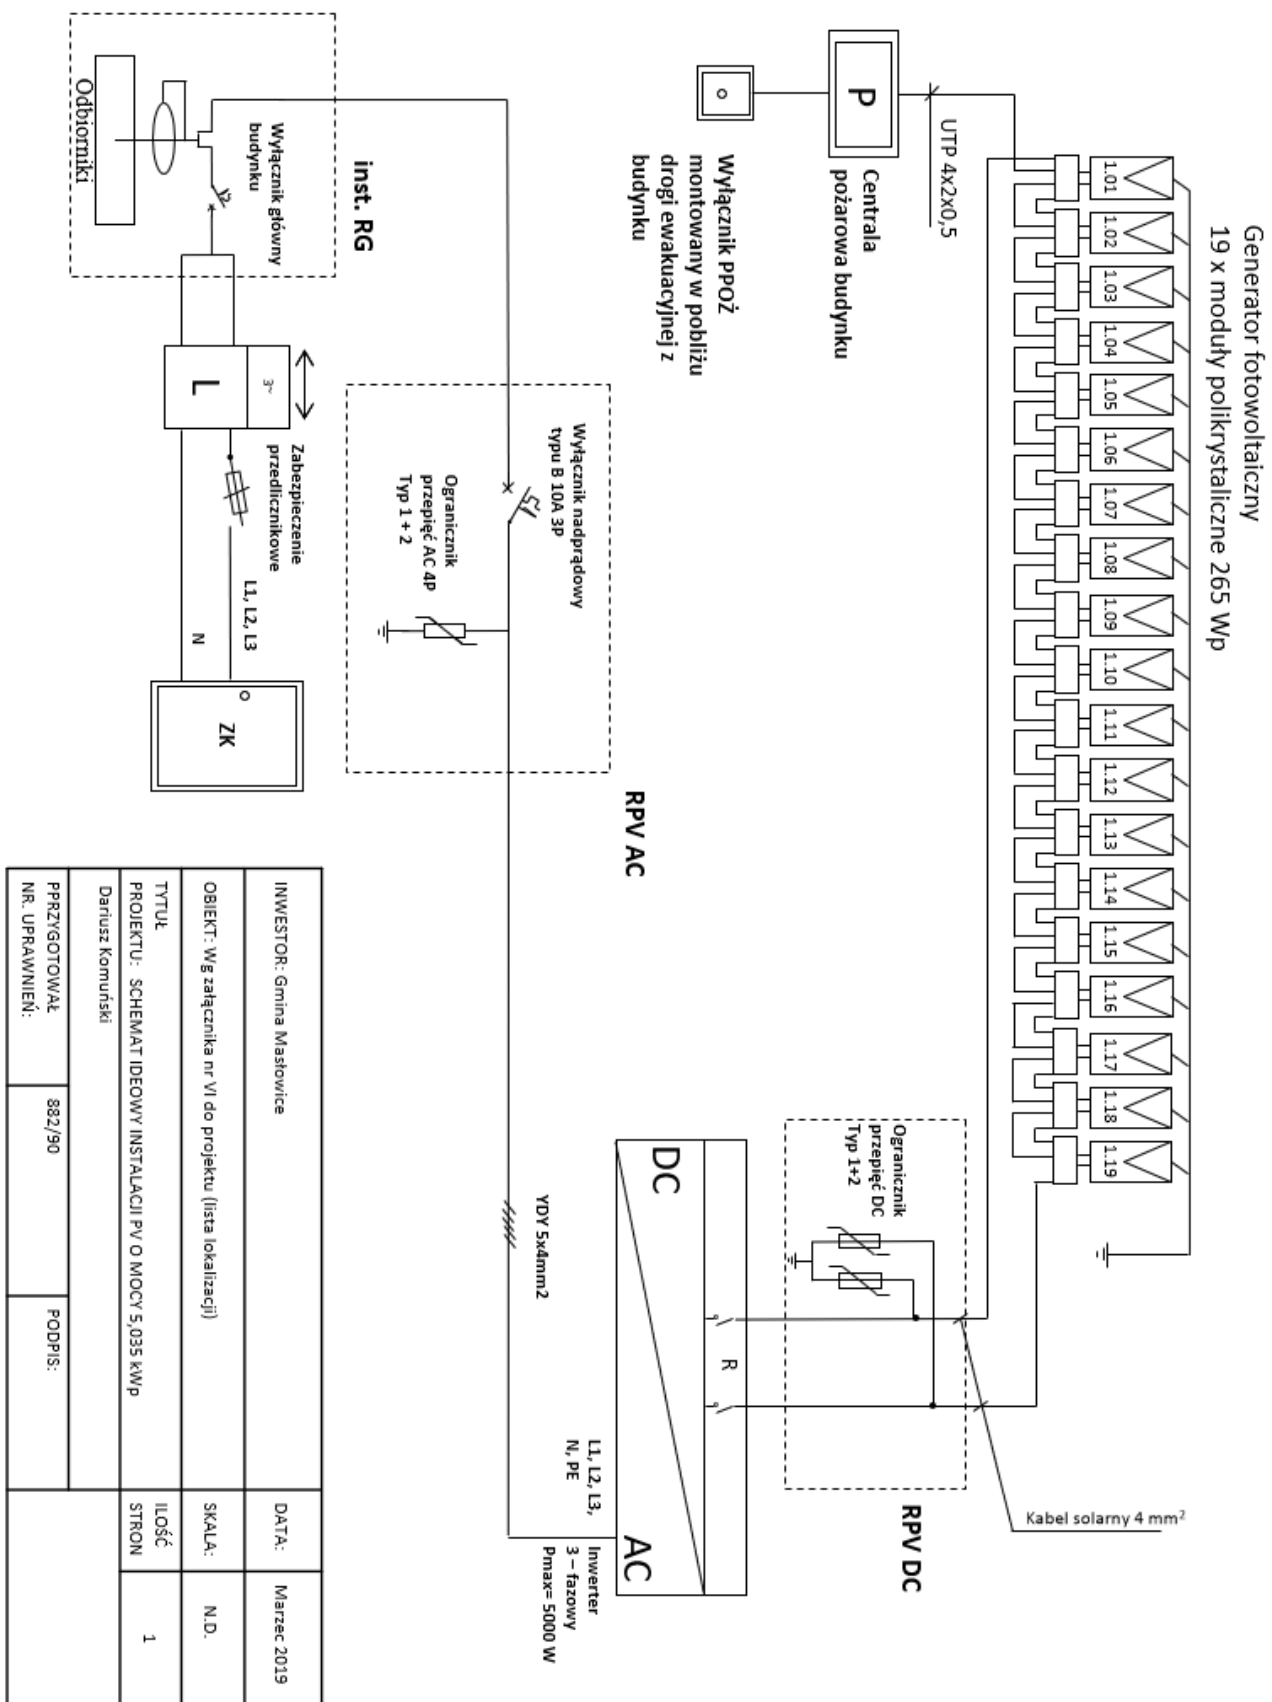 Generator fotowoltaiczny
19 x moduły polikrystaliczne 265 Wp
1.01
1.02
1.03
1.04
1.05
1.06
1.07
1.08
1.09
1.10
1.11
1.12
1.13
1.14
1.15
1.16
1.17
1.18
1.19
UTP 4x2x0,5
P
Centrala
pożarowa budynku
Wyłącznik PPOŻ
montowany w pobliżu
drogi ewakuacyjnej z
budynku
Kabel solarny 4 mm²
RPV DC
Ogranicznik
przepięć DC
Typ 1+2
R
DC
AC
L1, L2, L3,
N, PE
Inwerter
3 – fazowy
Pmax= 5000 W
YDY 5x4mm2
RPV AC
Wyłącznik nadprądowy
typu B 10A 3P
Ogranicznik
przepięć AC 4P
Typ 1 + 2
inst. RG
Wyłącznik główny
budynku
Odbiorniki
3~
L
Zabezpieczenie
przedlicznikowe
L1, L2, L3
N
ZK
INWESTOR: Gmina Masłowice
DATA:
Marzec 2019
OBIEKT: Wg załącznika nr VI do projektu (lista lokalizacji)
SKALA:
N.D.
TYTUŁ
PROJEKTU: SCHEMAT IDEOWY INSTALACJI PV O MOCY 5,035 kWp
ILOŚĆ
STRON
1
Dariusz Komuński
PPRZYGOTOWAŁ
NR. UPRAWNIEŃ:
882/90
PODPIS: